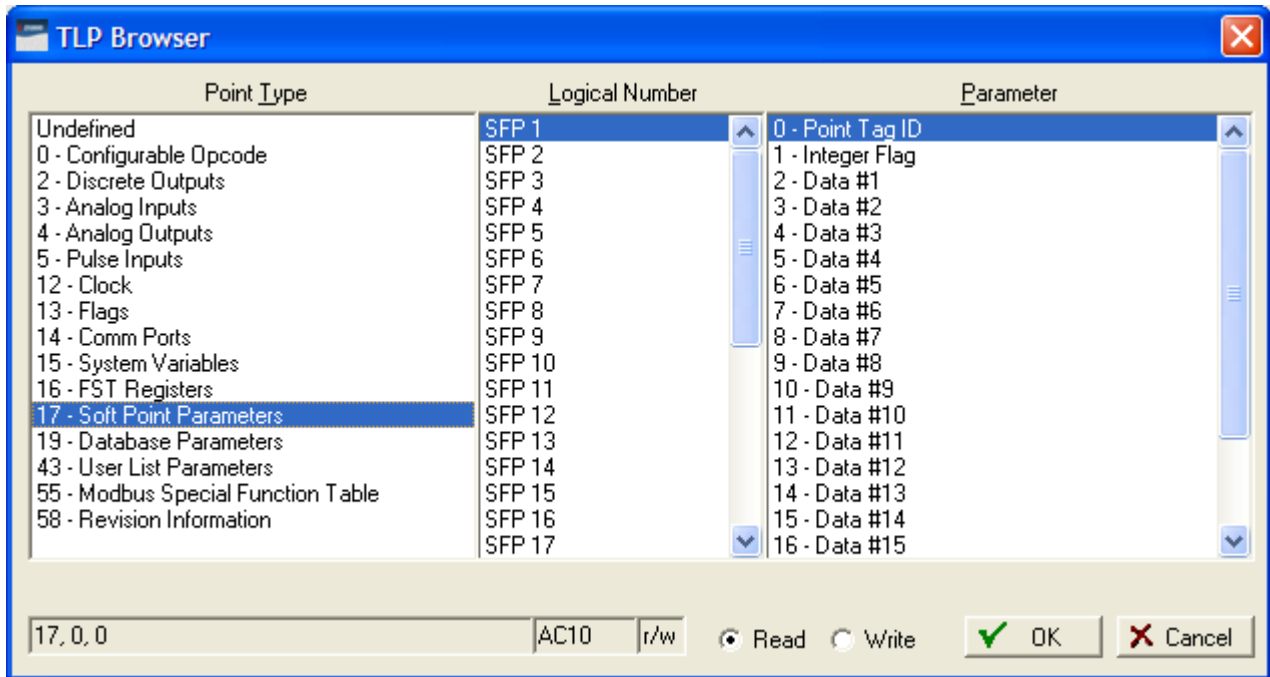 TLP Browser
Point Type
Undefined
0 - Configurable Opcode
2 - Discrete Outputs
3 - Analog Inputs
4 - Analog Outputs
5 - Pulse Inputs
12 - Clock
13 - Flags
14 - Comm Ports
15 - System Variables
16 - FST Registers
17 - Soft Point Parameters
19 - Database Parameters
43 - User List Parameters
55 - Modbus Special Function Table
58 - Revision Information
Logical Number
SFP 1
SFP 2
SFP 3
SFP 4
SFP 5
SFP 6
SFP 7
SFP 8
SFP 9
SFP 10
SFP 11
SFP 12
SFP 13
SFP 14
SFP 15
SFP 16
SFP 17
Parameter
0 - Point Tag ID
1 - Integer Flag
2 - Data #1
3 - Data #2
4 - Data #3
5 - Data #4
6 - Data #5
7 - Data #6
8 - Data #7
9 - Data #8
10 - Data #9
11 - Data #10
12 - Data #11
13 - Data #12
14 - Data #13
15 - Data #14
16 - Data #15
17, 0, 0
AC10
r/w
Read
Write
OK
Cancel